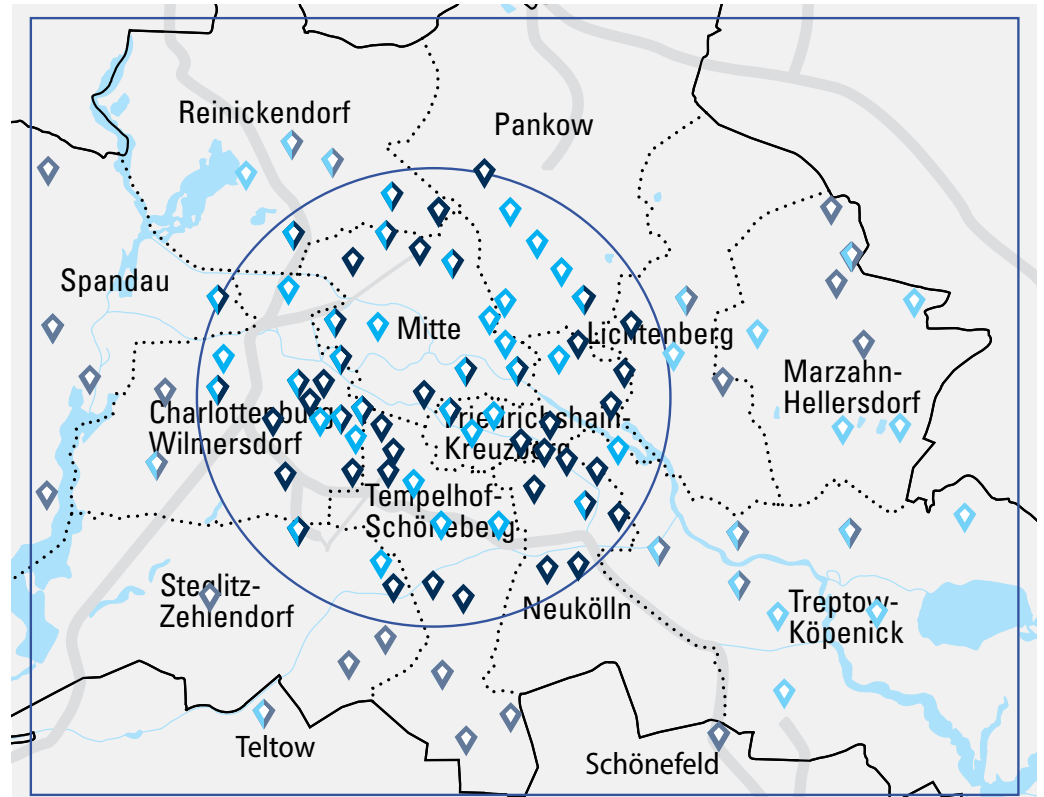 Reinickendorf
Pankow
Spandau
Mitte
Lichtenberg
Marzahn-
Hellersdorf
Charlottenburg
Wilmersdorf
Friedrichshain-
Kreuzberg
Tempelhof-
Schöneberg
Steglitz-
Zehlendorf
Neukölln
Treptow-
Köpenick
Teltow
Schönefeld